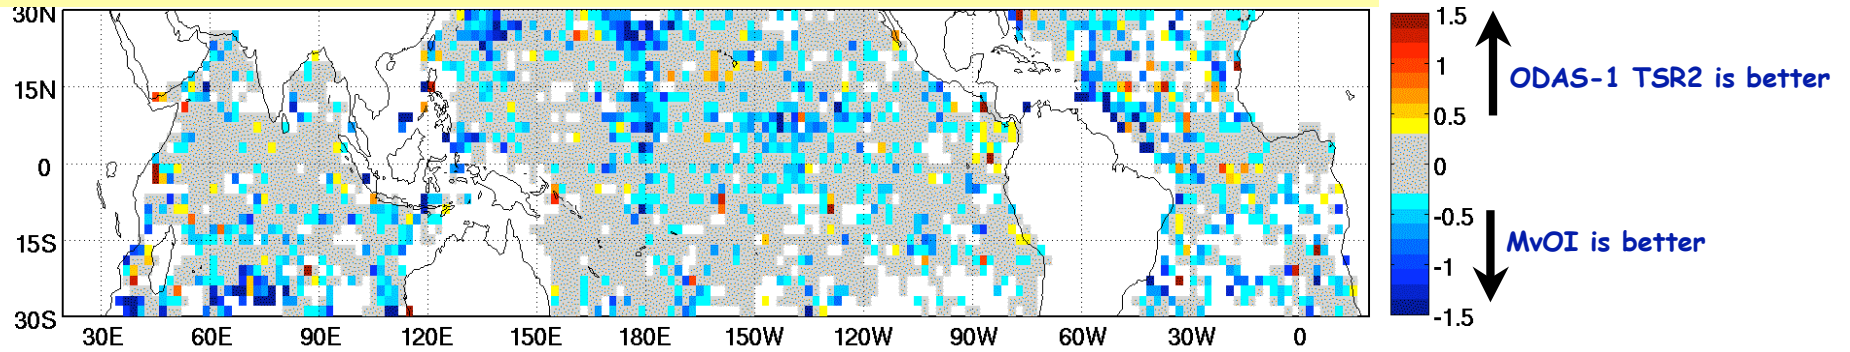 30N
15N
0
15S
30S
30E 60E 90E 120E 150E 180E 150W 120W 90W 60W 30W 0
1.5
1
0.5
0
-0.5
-1
-1.5
ODAS-1 TSR2 is better
MvOI is better